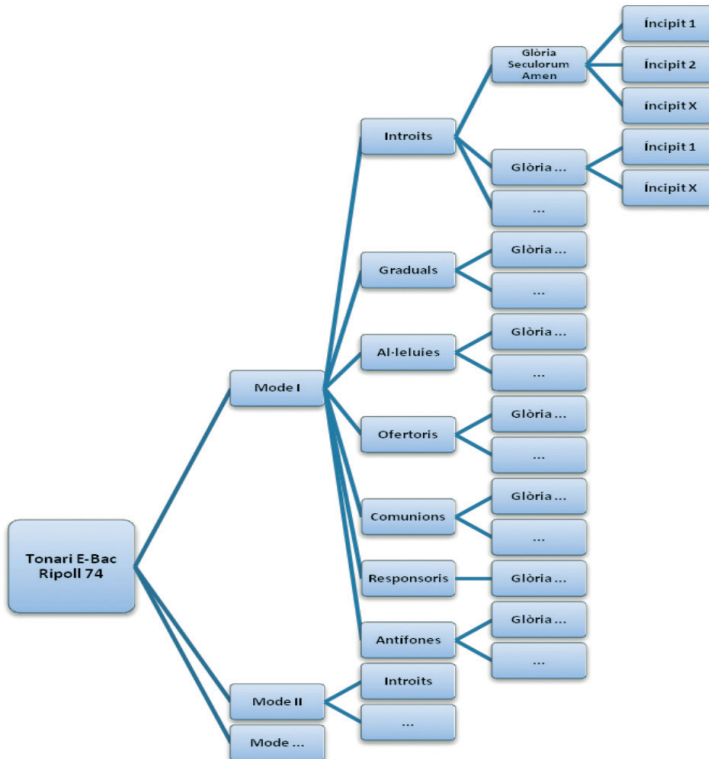 Tonari E-Bac
Ripoll 74
Mode I
Introits
Glòria
Seculorum
Amen
Íncipit 1
Íncipit 2
Íncipit X
Glòria ...
Íncipit 1
Íncipit X
...
Graduals
Glòria ...
...
Al·leluies
Glòria ...
...
Ofertoris
Glòria ...
...
Comunions
Glòria ...
...
Responsoris
Glòria ...
Antífones
Glòria ...
...
Mode II
Introits
...
Mode ...